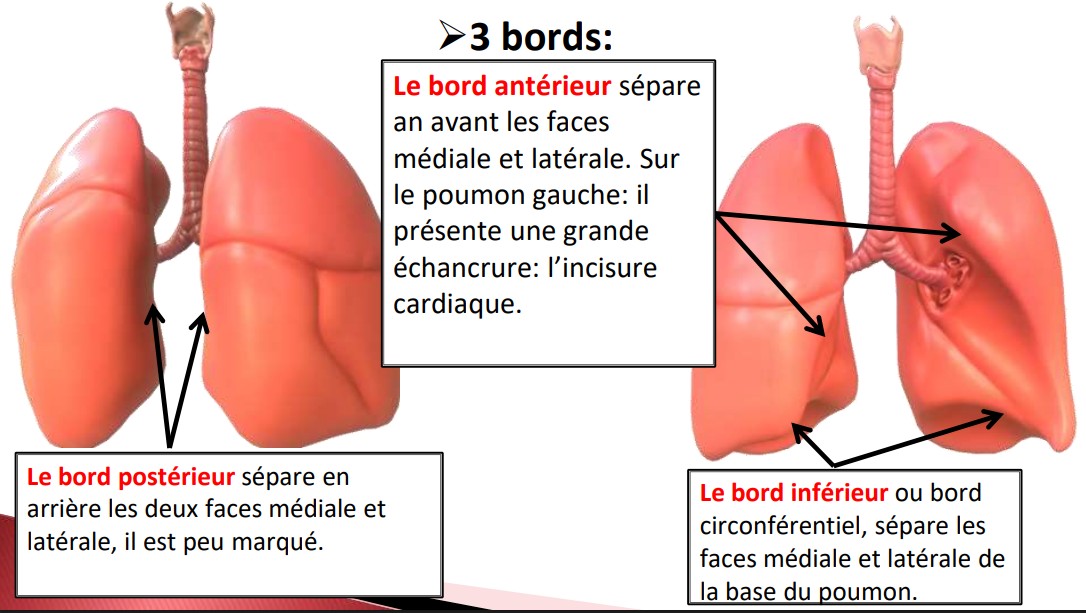 ➢3 bords:
Le bord antérieur sépare
an avant les faces
médiale et latérale. Sur
le poumon gauche: il
présente une grande
échancrure: l’incisure
cardiaque.
Le bord postérieur sépare en
arrière les deux faces médiale et
latérale, il est peu marqué.
Le bord inférieur ou bord
circonférentiel, sépare les
faces médiale et latérale de
la base du poumon.